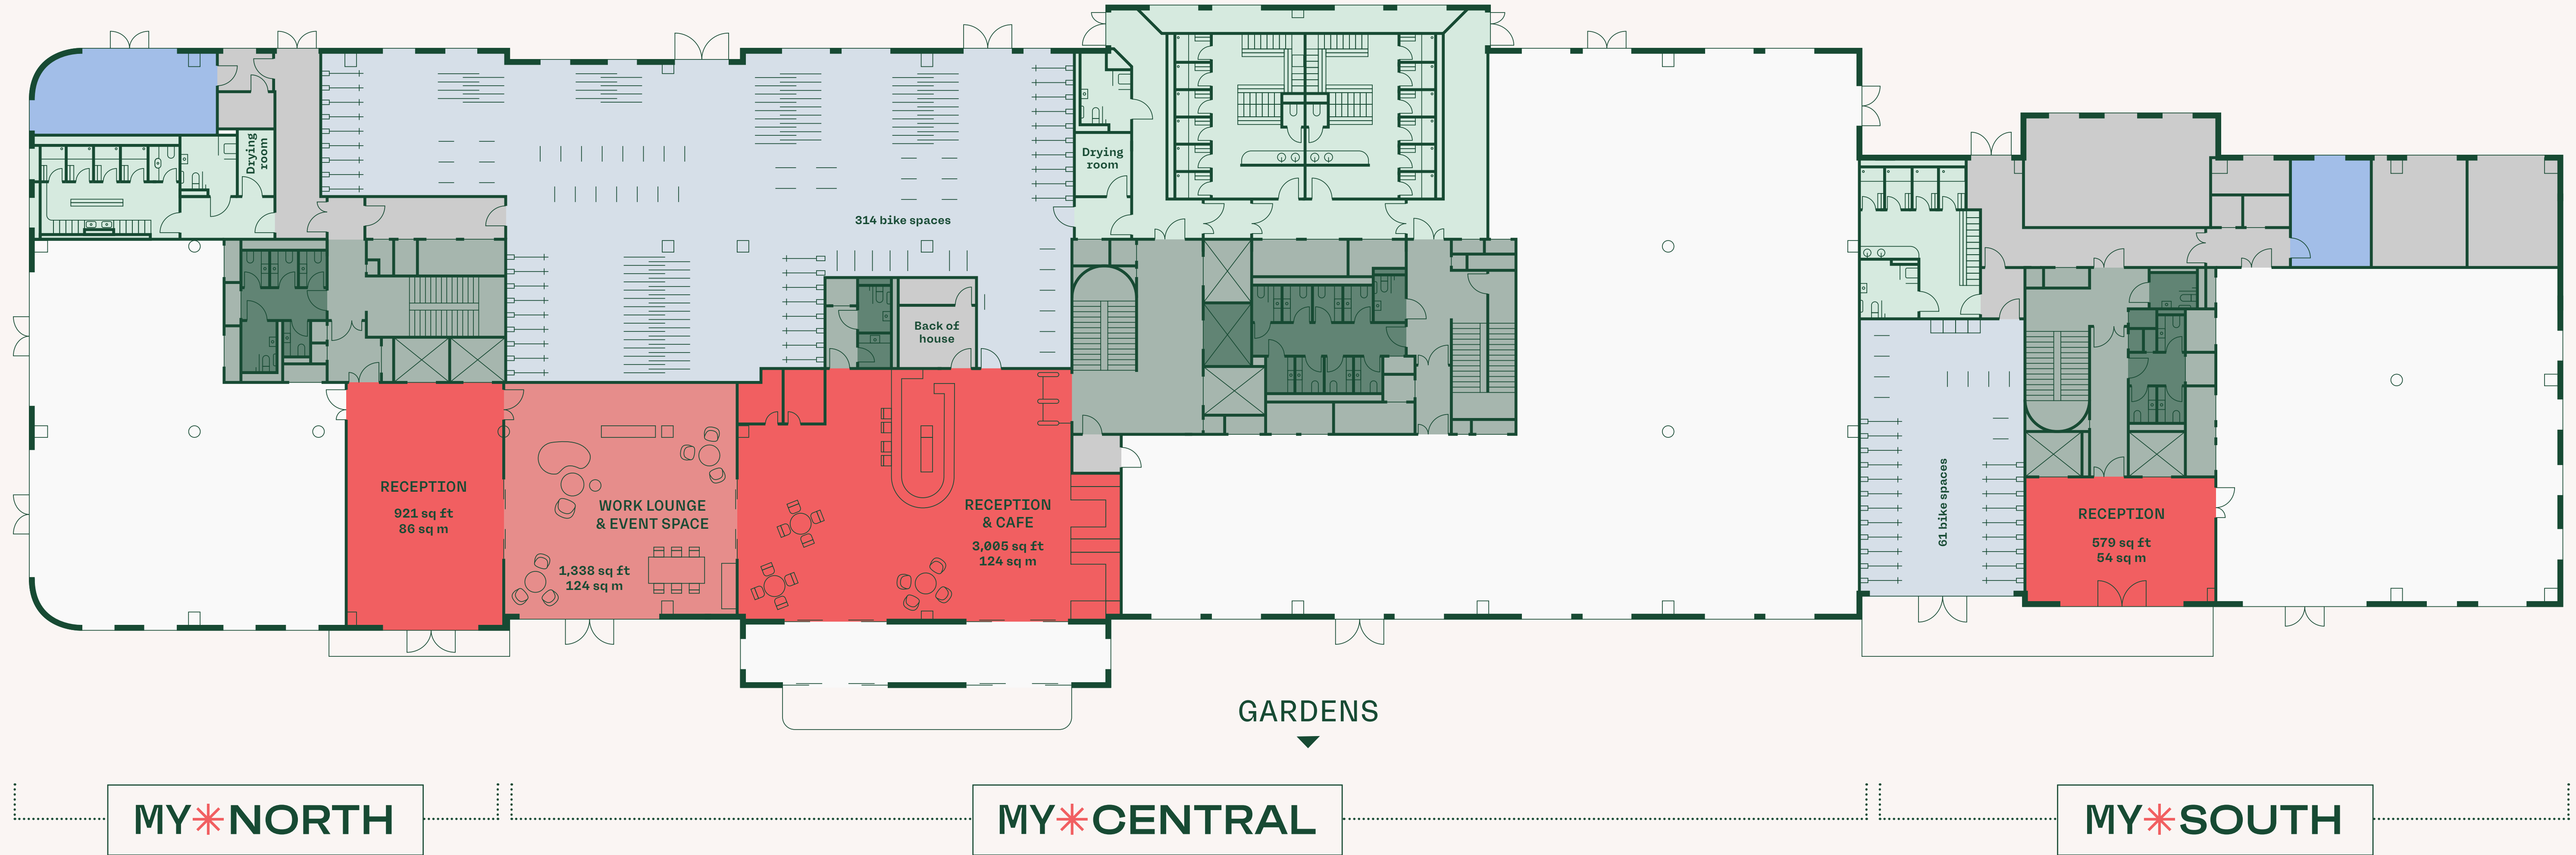 Drying
room
Drying
room
314 bike spaces
Back of
house
RECEPTION
921 sq ft
86 sq m
WORK LOUNGE
& EVENT SPACE
1,338 sq ft
124 sq m
RECEPTION
& CAFE
3,005 sq ft
124 sq m
61 bike spaces
RECEPTION
579 sq ft
54 sq m
GARDENS
MY✳NORTH
MY✳CENTRAL
MY✳SOUTH